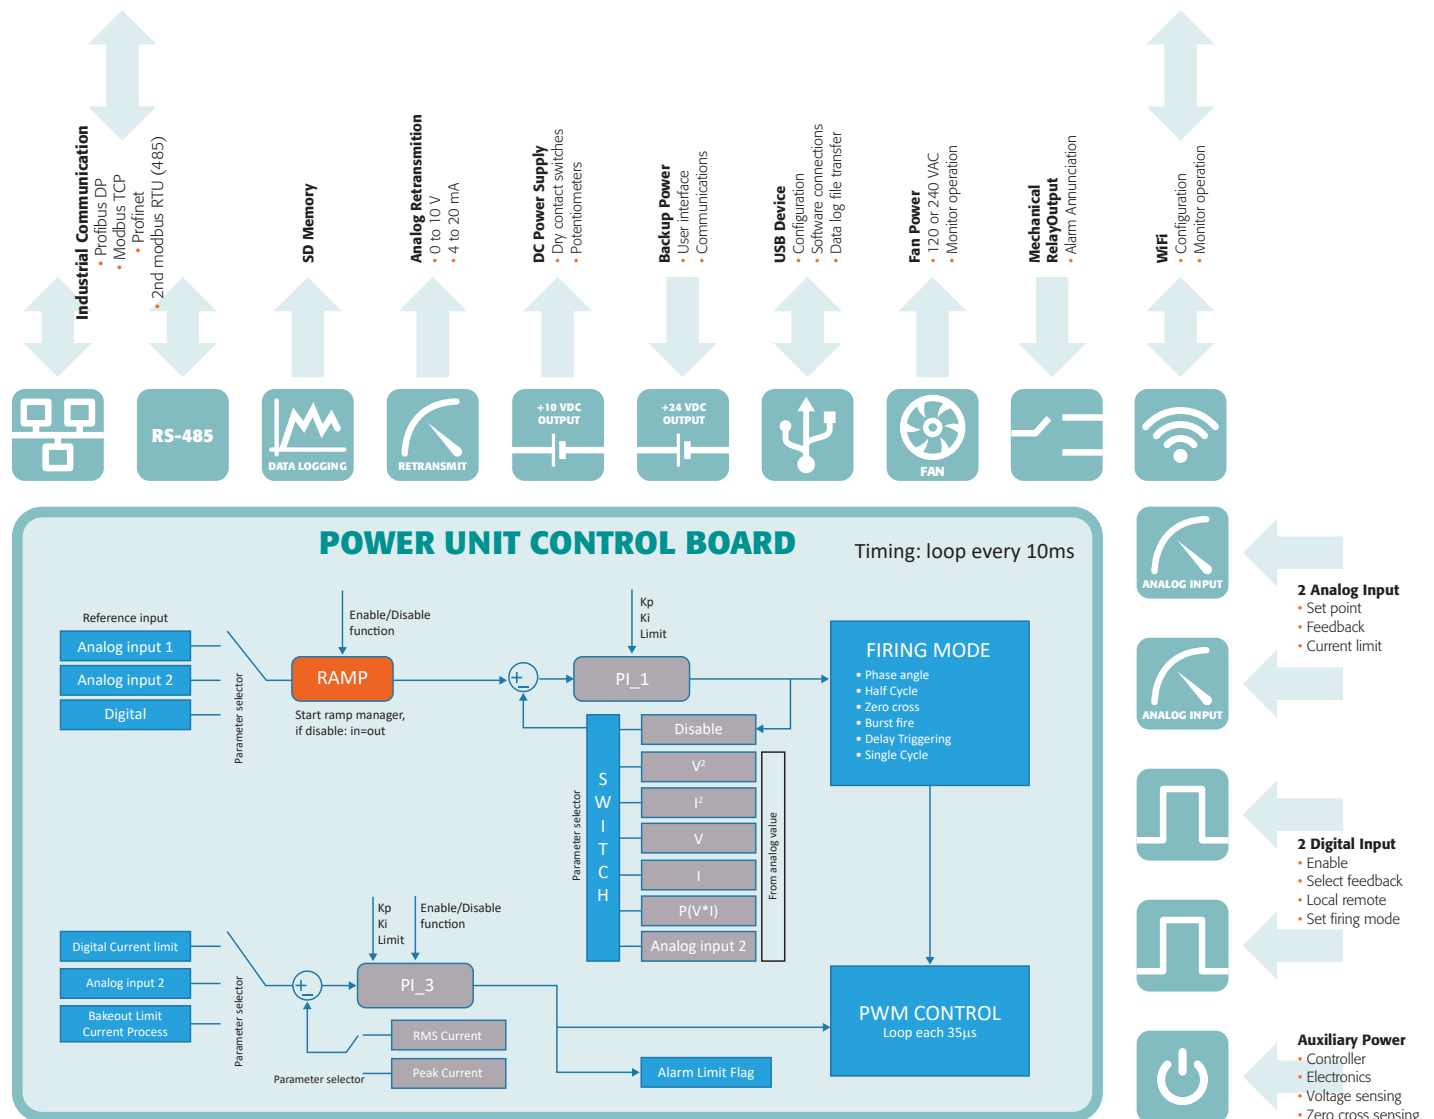 Industrial Communication
• Profibus DP
• Modbus TCP
• Profinet
• 2nd modbus RTU (485)
SD Memory
Analog Retransmition
• 0 to 10 V
• 4 to 20 mA
DC Power Supply
• Dry contact switches
• Potentiometers
Backup Power
• User interface
• Communications
USB Device
• Configuration
• Software connections
• Data log file transfer
Fan Power
• 120 or 240 VAC
• Monitor operation
Mechanical
RelayOutput
• Alarm Annunciation
WiFi
• Configuration
• Monitor operation
RS-485
DATA LOGGING
RETRANSMIT
+10 VDC
OUTPUT
+24 VDC
OUTPUT
FAN
POWER UNIT CONTROL BOARD
Timing: loop every 10ms
Reference input
Analog input 1
Analog input 2
Digital
Parameter selector
Enable/Disable
function
RAMP
Start ramp manager,
if disable: in=out
+
–
Kp
Ki
Limit
PI_1
Parameter selector
S
W
I
T
C
H
Disable
V²
I²
V
I
P(V*I)
Analog input 2
From analog value
FIRING MODE
• Phase angle
• Half Cycle
• Zero cross
• Burst fire
• Delay Triggering
• Single Cycle
Digital Current limit
Analog input 2
Bakeout Limit
Current Process
Parameter selector
+
–
Kp
Ki
Limit
Enable/Disable
function
PI_3
RMS Current
Peak Current
Parameter selector
Alarm Limit Flag
PWM CONTROL
Loop each 35μs
ANALOG INPUT
ANALOG INPUT
2 Analog Input
• Set point
• Feedback
• Current limit
2 Digital Input
• Enable
• Select feedback
• Local remote
• Set firing mode
Auxiliary Power
• Controller
• Electronics
• Voltage sensing
• Zero cross sensing